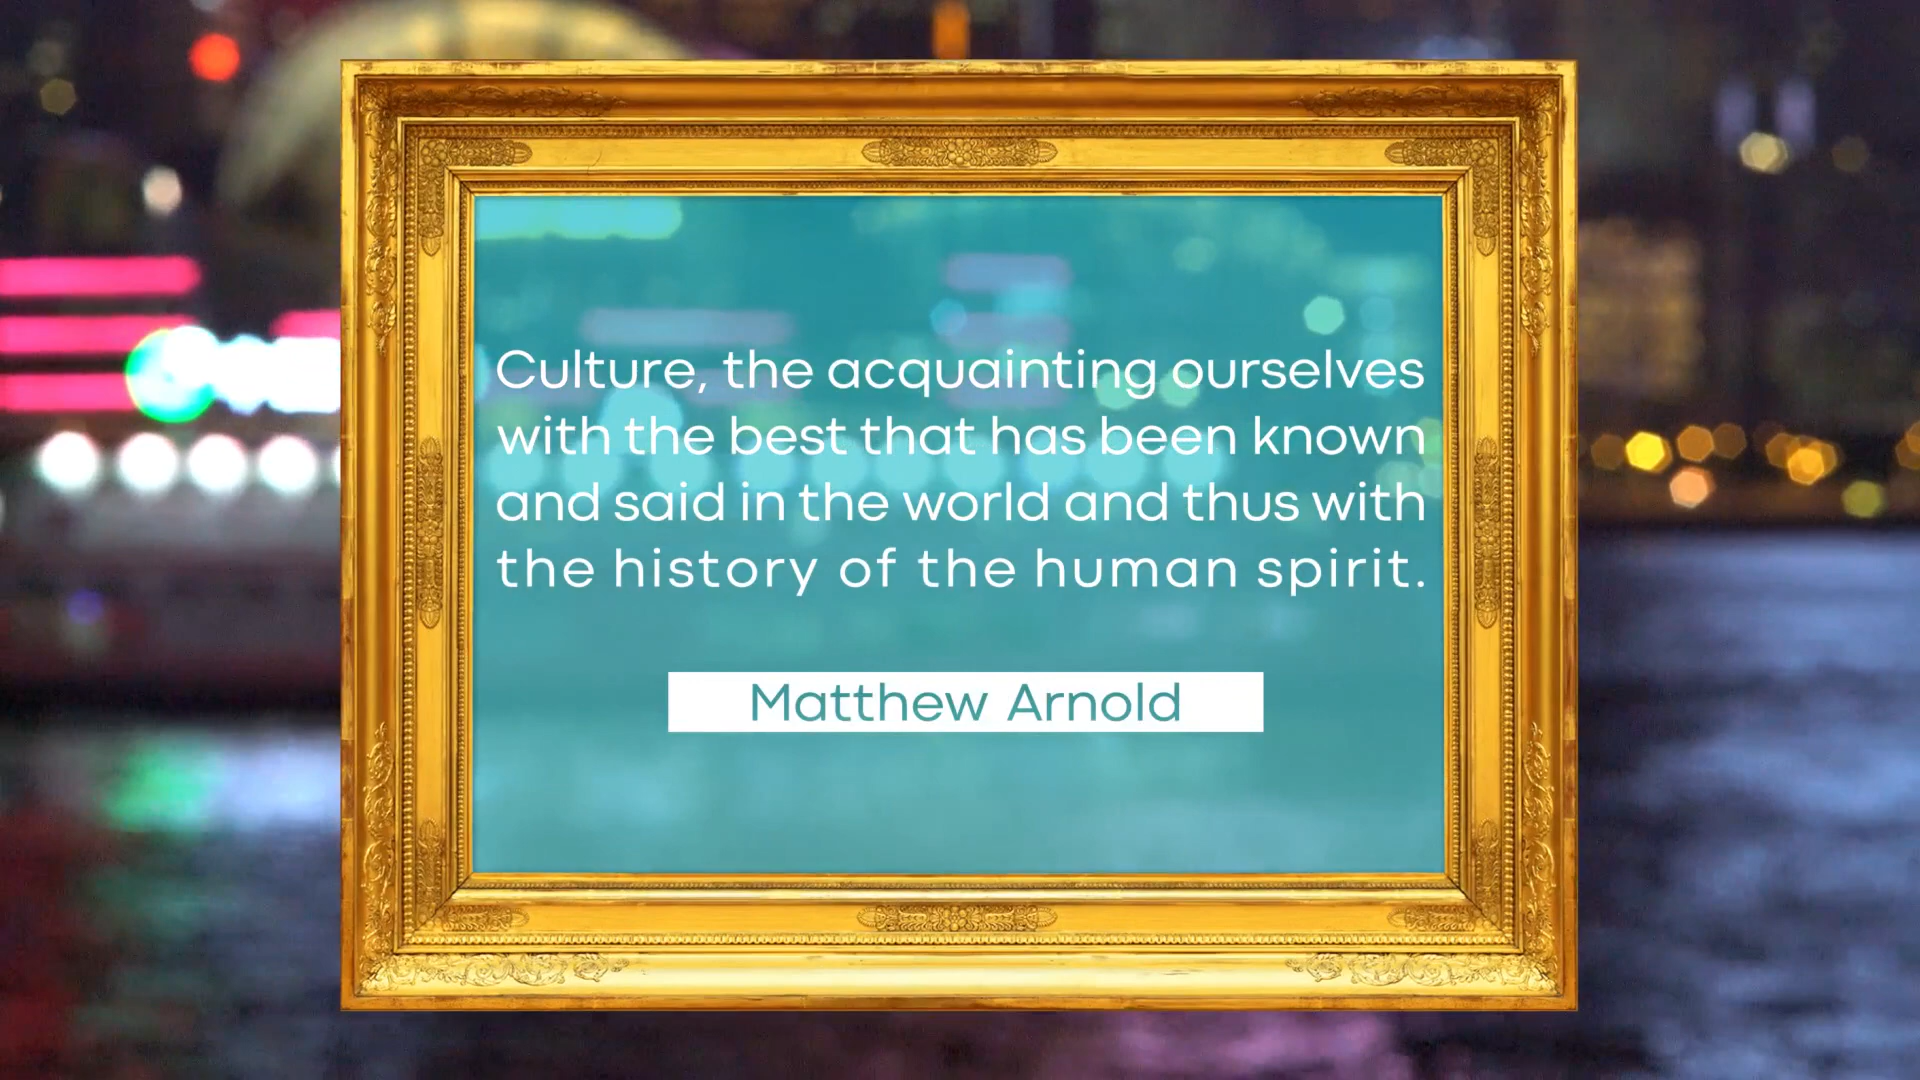 Culture, the acquainting ourselves
with the best that has been known
and said in the world and thus with
the history of the human spirit.
Matthew Arnold